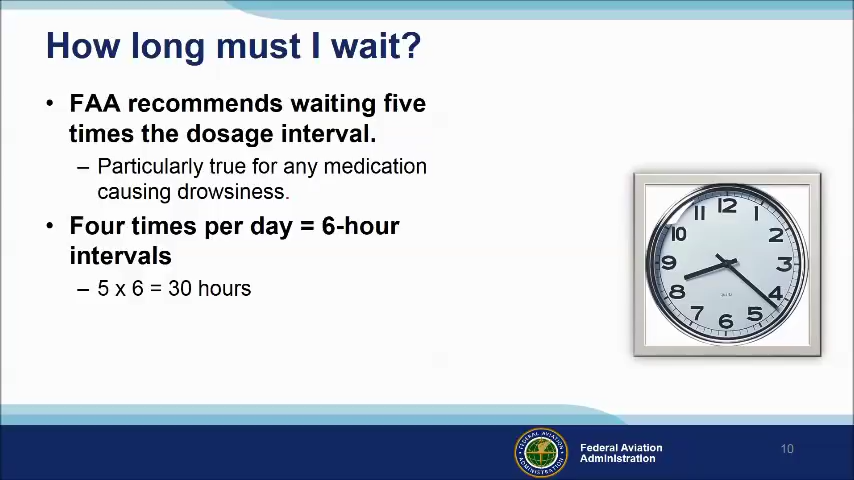 How long must I wait?
• FAA recommends waiting five
times the dosage interval.
– Particularly true for any medication
causing drowsiness.
• Four times per day = 6-hour
intervals
– 5 x 6 = 30 hours
12
1
2
3
4
5
6
7
8
9
10
11
Federal Aviation
Administration
10